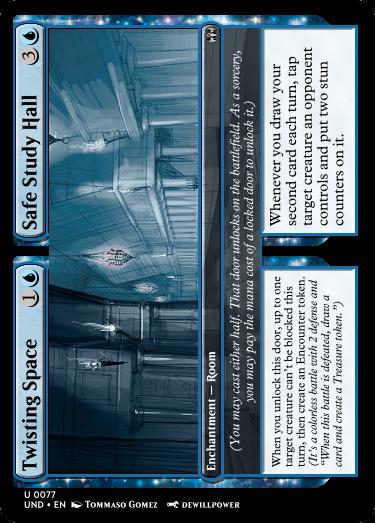 Twisting Space 1
Safe Study Hall 3
Enchantment — Room
(You may cast either half. That door unlocks on the battlefield. As a sorcery,
you may pay the mana cost of a locked door to unlock it.)
When you unlock this door, up to one
target creature can't be blocked this
turn, then create an Encounter token.
(It's a colorless battle with 2 defense and
"When this battle is defeated, draw a
card and create a Treasure token.")
Whenever you draw your
second card each turn, tap
target creature an opponent
controls and put two stun
counters on it.
U 0077
UND • EN Tommaso Gomez DEWILLPOWER